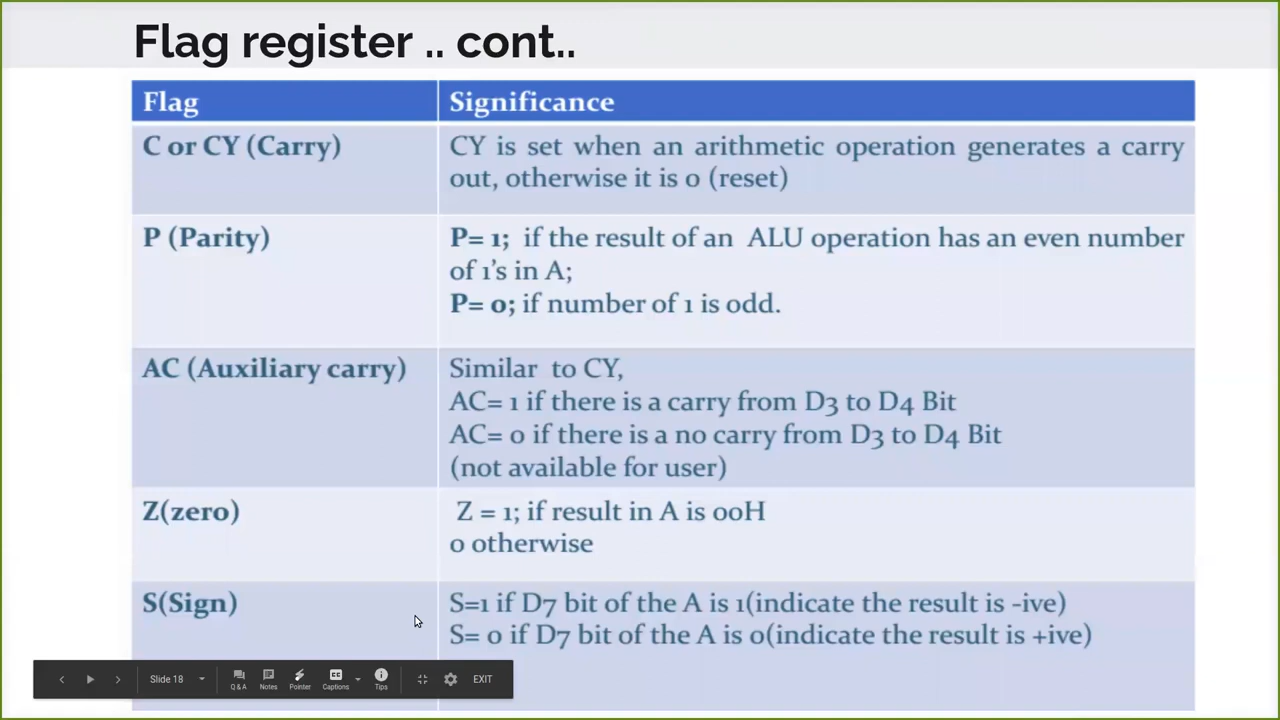 Flag register .. cont..
Flag
Significance
C or CY (Carry)
CY is set when an arithmetic operation generates a carry
out, otherwise it is 0 (reset)
P (Parity)
P= 1; if the result of an ALU operation has an even number
of 1's in A;
P= 0; if number of 1 is odd.
AC (Auxiliary carry)
Similar to CY,
AC= 1 if there is a carry from D3 to D4 Bit
AC= 0 if there is a no carry from D3 to D4 Bit
(not available for user)
Z(zero)
Z = 1; if result in A is 00H
0 otherwise
S(Sign)
S=1 if D7 bit of the A is 1(indicate the result is -ive)
S= 0 if D7 bit of the A is 0(indicate the result is +ive)
Slide 18
Q&A
Notes
Pointer
CC
Captions
Tips
EXIT